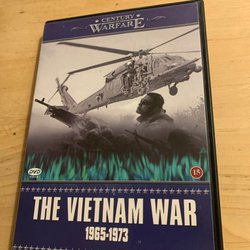 CENTURY
WARFARE
DVD
15
THE VIETNAM WAR
1965-1973